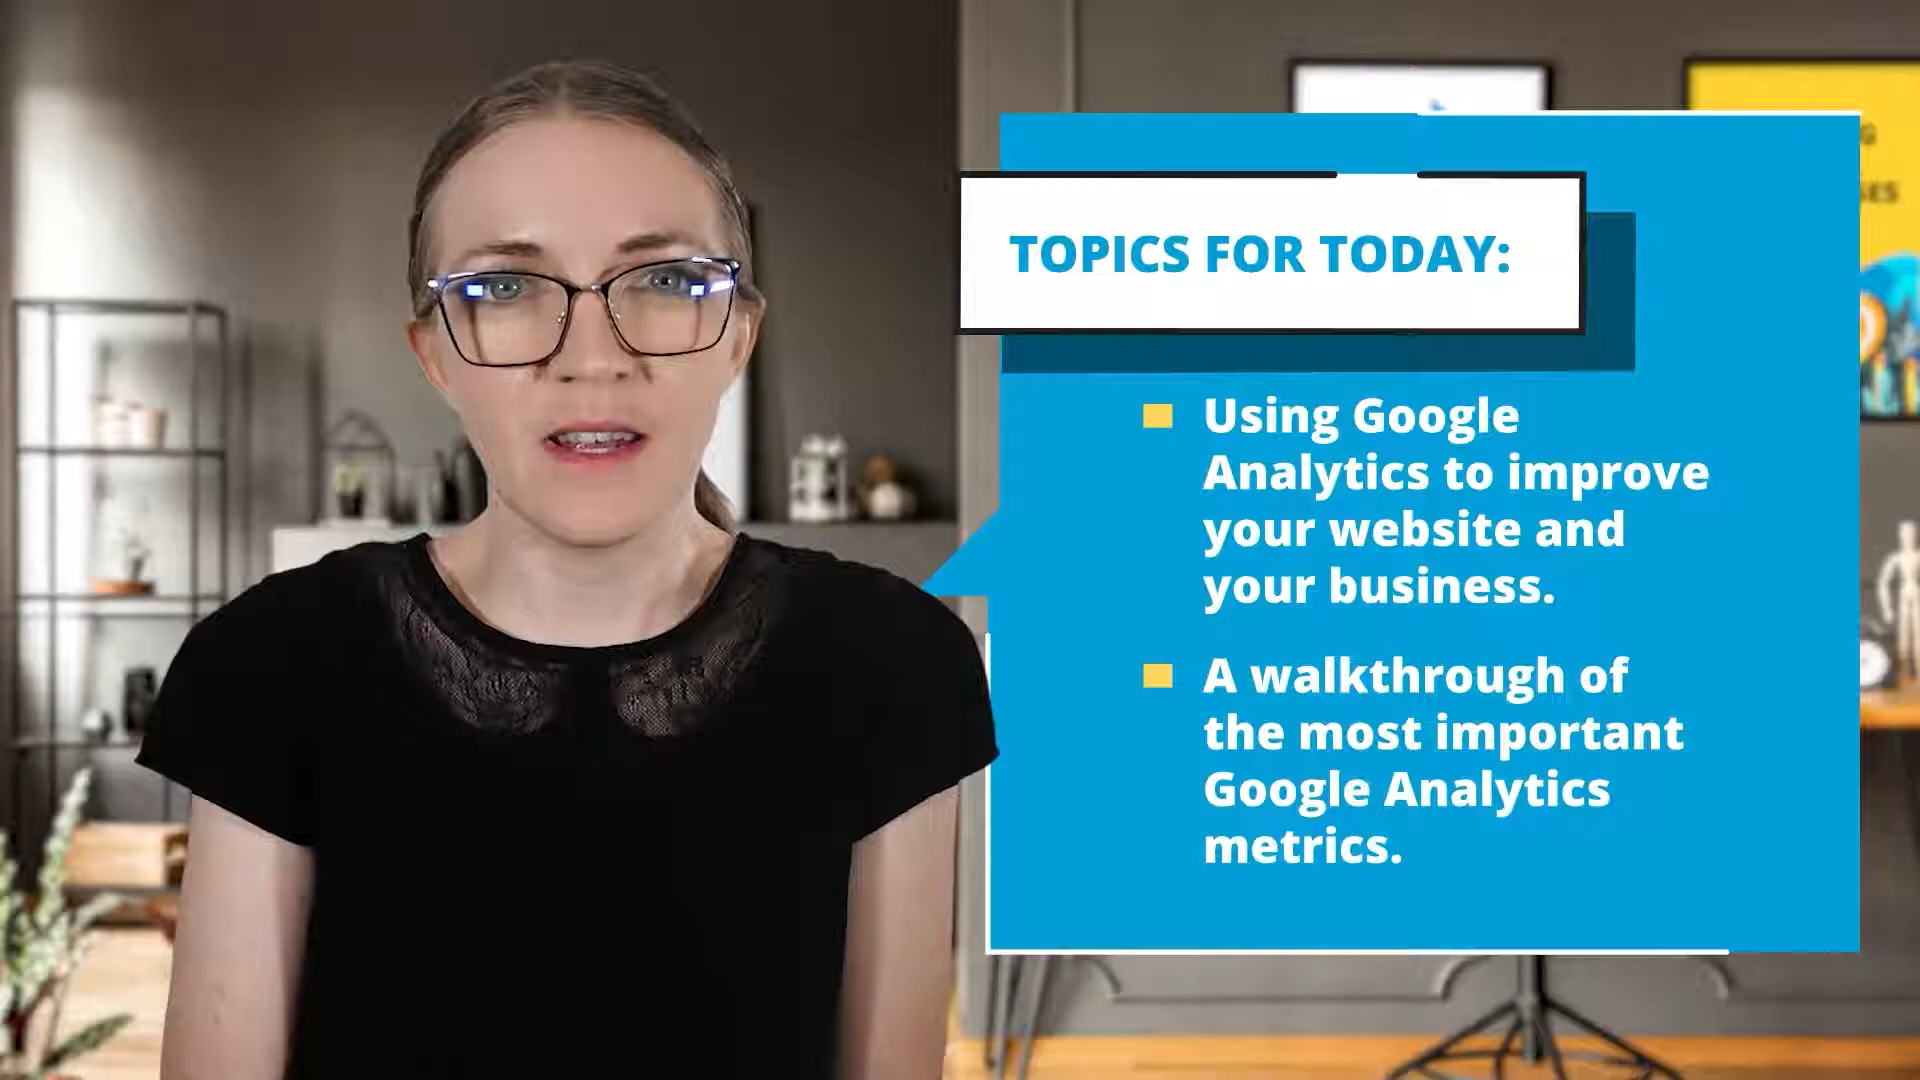 TOPICS FOR TODAY:
Using Google
Analytics to improve
your website and
your business.
A walkthrough of
the most important
Google Analytics
metrics.